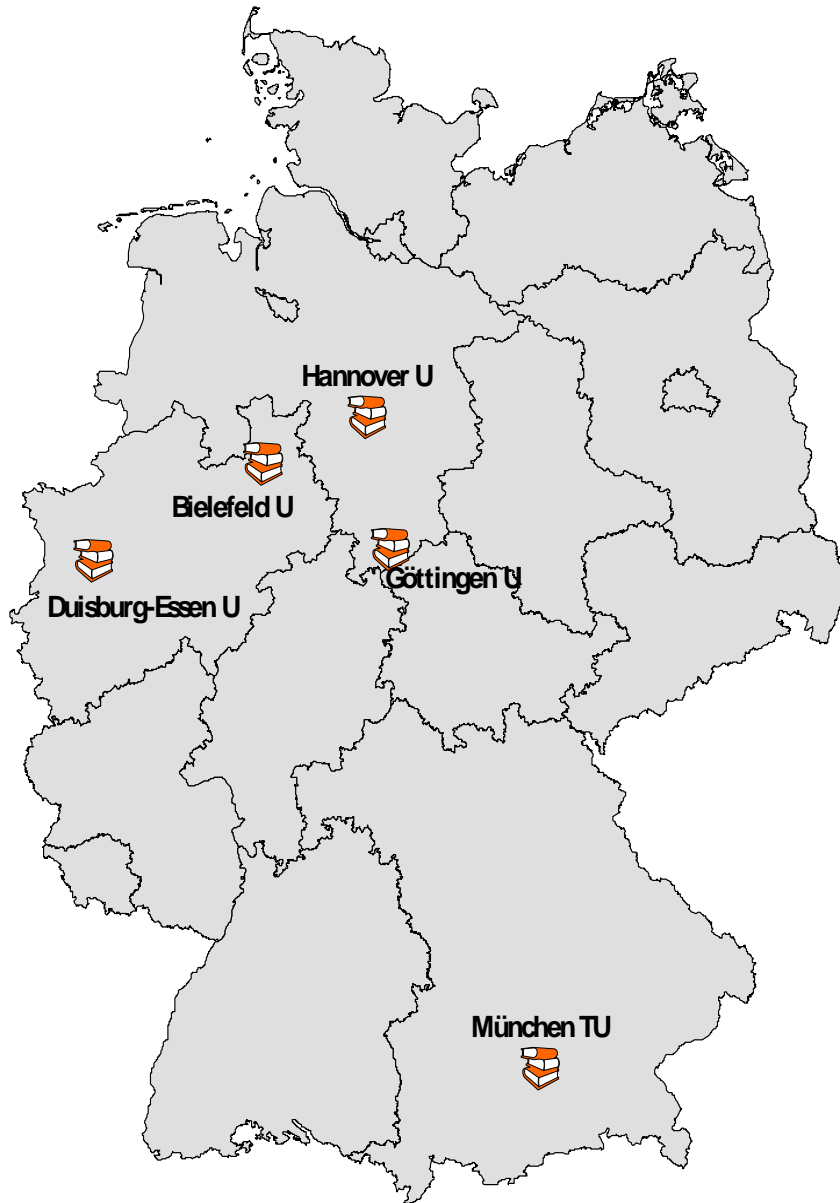 Hannover U
Bielefeld U
Göttingen U
Duisburg-Essen U
München TU